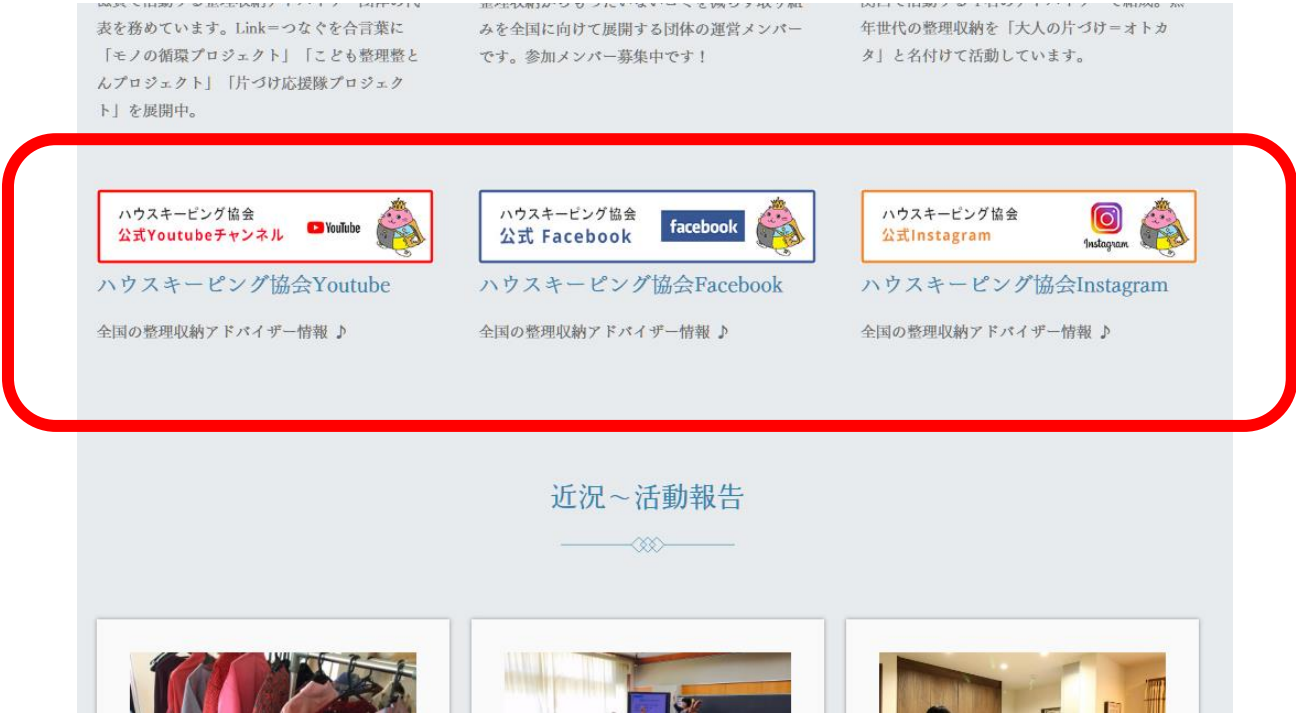 表を務めています。Link=つなぐを合言葉に
「モノの循環プロジェクト」「こども整理整と
んプロジェクト」「片づけ応援隊プロジェク
ト」を展開中。
みを全国に向けて展開する団体の運営メンバー
です。参加メンバー募集中です！
年世代の整理収納を「大人の片づけ=オトカ
タ」と名付けて活動しています。
ハウスキーピング協会
公式Youtubeチャンネル
YouTube
ハウスキーピング協会Youtube
全国の整理収納アドバイザー情報 ♪
ハウスキーピング協会
公式 Facebook
facebook
ハウスキーピング協会Facebook
全国の整理収納アドバイザー情報 ♪
ハウスキーピング協会
公式Instagram
Instagram
ハウスキーピング協会Instagram
全国の整理収納アドバイザー情報 ♪
近況～活動報告